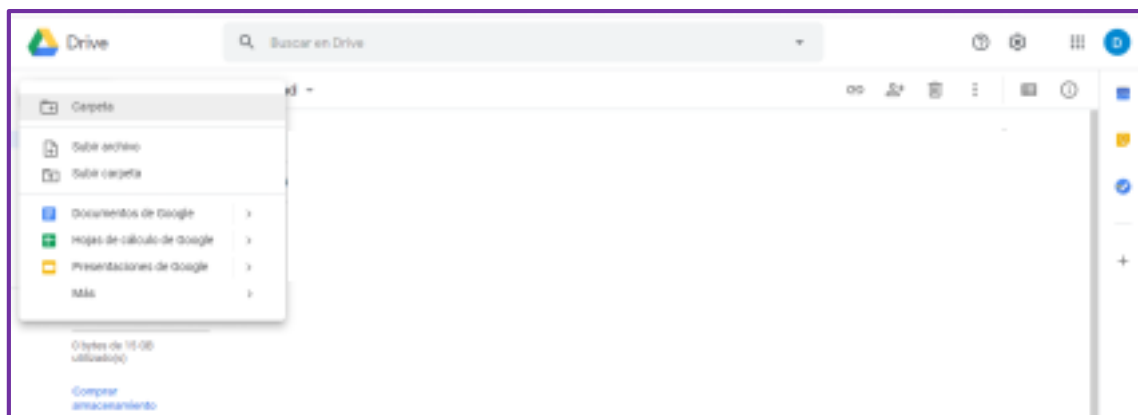 Drive
Buscar en Drive
D
Carpeta
Subir archivo
Subir carpeta
Documentos de Google
Hojas de cálculo de Google
Presentaciones de Google
Más
0 bytes de 15 GB
utilizado(s)
Comprar
almacenamiento